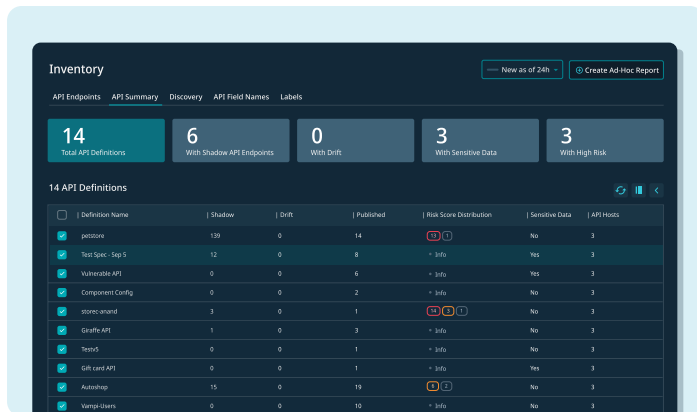 Inventory
New as of 24h
Create Ad-Hoc Report
API Endpoints API Summary Discovery API Field Names Labels
14 6 0 3 3
Total API Definitions With Shadow API Endpoints With Drift With Sensitive Data With High Risk
14 API Definitions
| Definition Name | Shadow | Drift | Published | Risk Score Distribution | Sensitive Data | API Hosts
petstore 139 0 14 13 1 No 3
Test Spec - Sep 5 12 0 8 Info Yes 3
Vulnerable API 0 0 6 Info Yes 3
Component Config 0 0 2 Info No 3
storec-anand 3 0 1 14 3 1 No 3
Giraffe API 1 0 3 Info No 3
Testv5 0 0 1 Info No 3
Gift card API 0 0 1 Info Yes 3
Autoshop 15 0 19 2 No 3
Vampi-Users 0 0 10 Info No 3